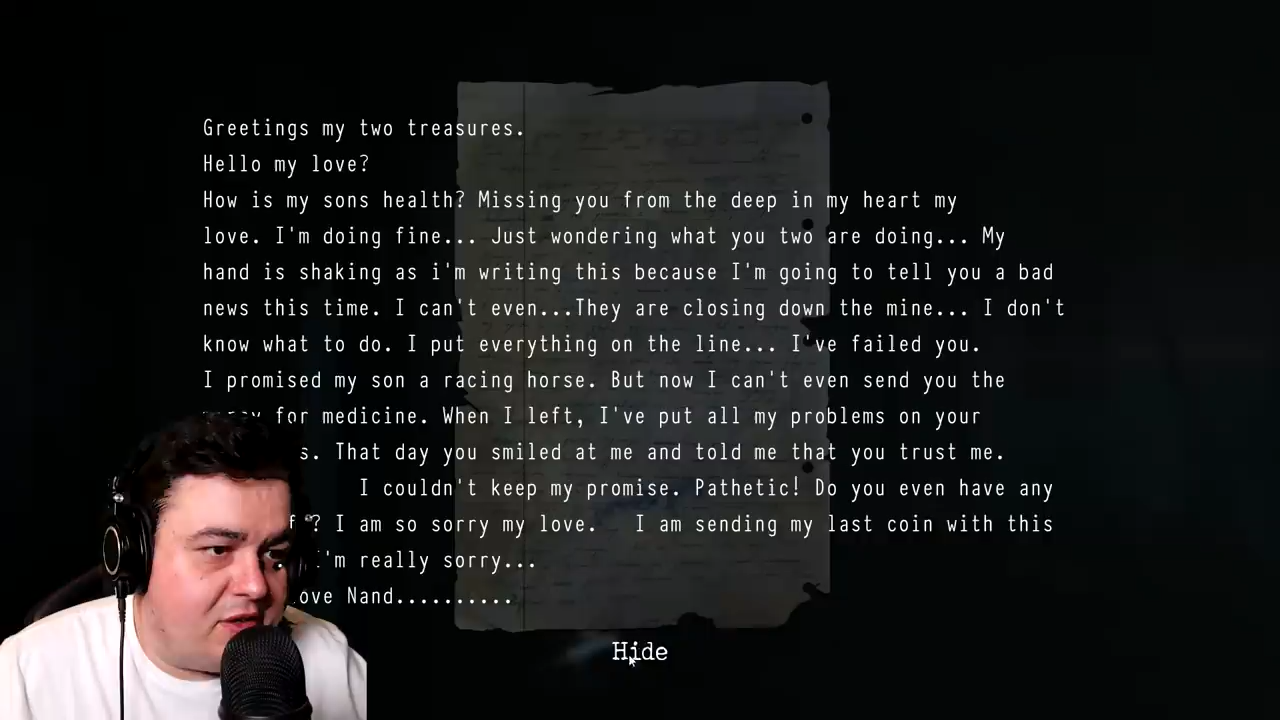 Greetings my two treasures.
Hello my love?
How is my sons health? Missing you from the deep in my heart my
love. I'm doing fine... Just wondering what you two are doing... My
hand is shaking as i'm writing this because I'm going to tell you a bad
news this time. I can't even...They are closing down the mine... I don't
know what to do. I put everything on the line... I've failed you.
I promised my son a racing horse. But now I can't even send you the
for medicine. When I left, I've put all my problems on your
That day you smiled at me and told me that you trust me.
I couldn't keep my promise. Pathetic! Do you even have any
? I am so sorry my love. I am sending my last coin with this
I'm really sorry...
Nand..........
Hide